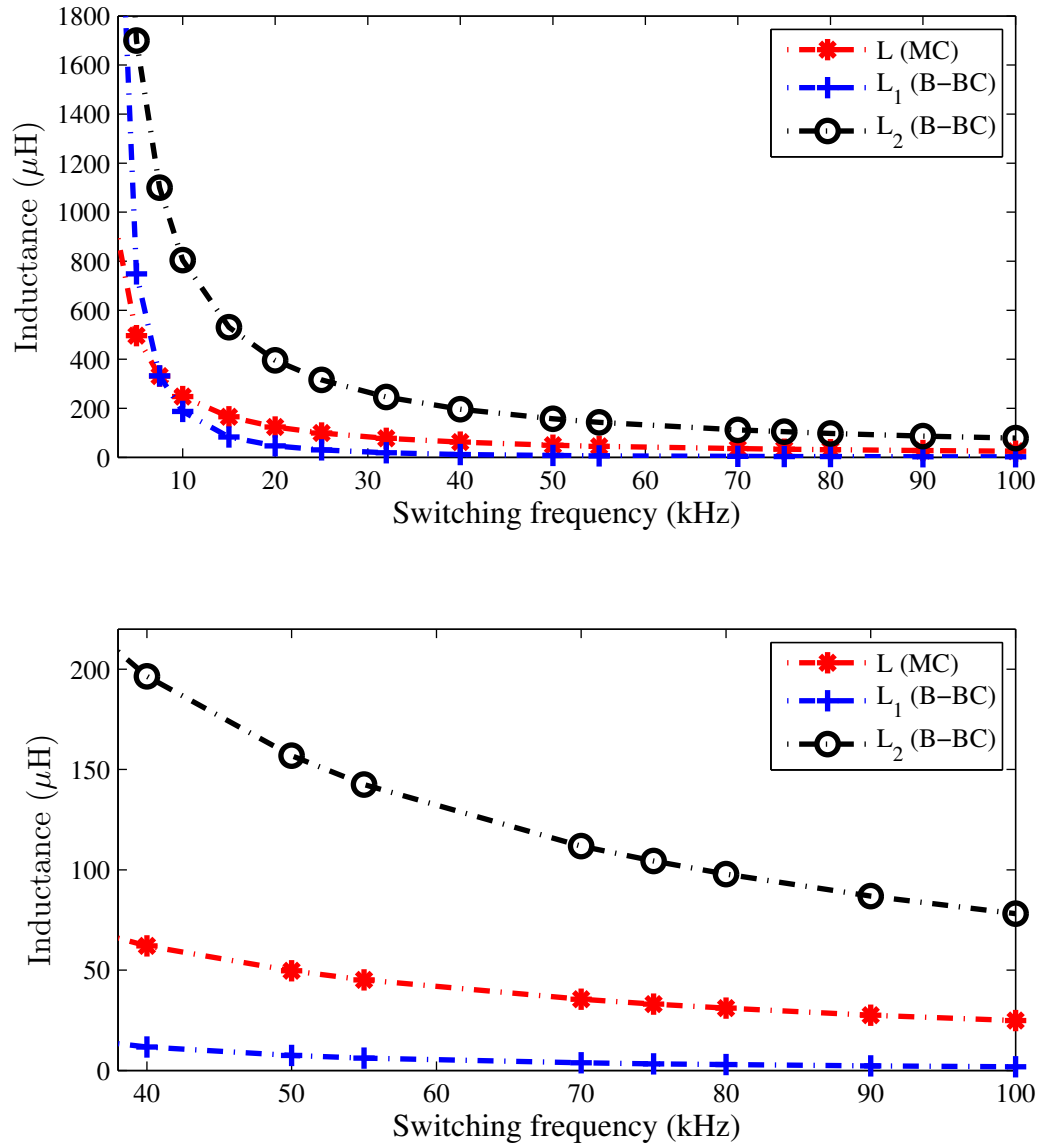 1800
1600
1400
1200
1000
800
600
400
200
0
Inductance (μH)
L (MC)
L1 (B−BC)
L2 (B−BC)
10 20 30 40 50 60 70 80 90 100
Switching frequency (kHz)
200
150
100
50
0
Inductance (μH)
L (MC)
L1 (B−BC)
L2 (B−BC)
40 50 60 70 80 90 100
Switching frequency (kHz)